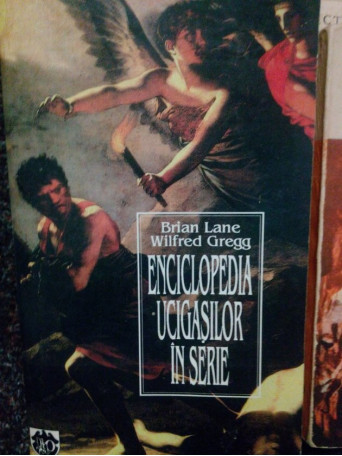 Brian Lane
Wilfred Gregg
ENCICLOPEDIA
UCIGAȘILOR
ÎN SERIE